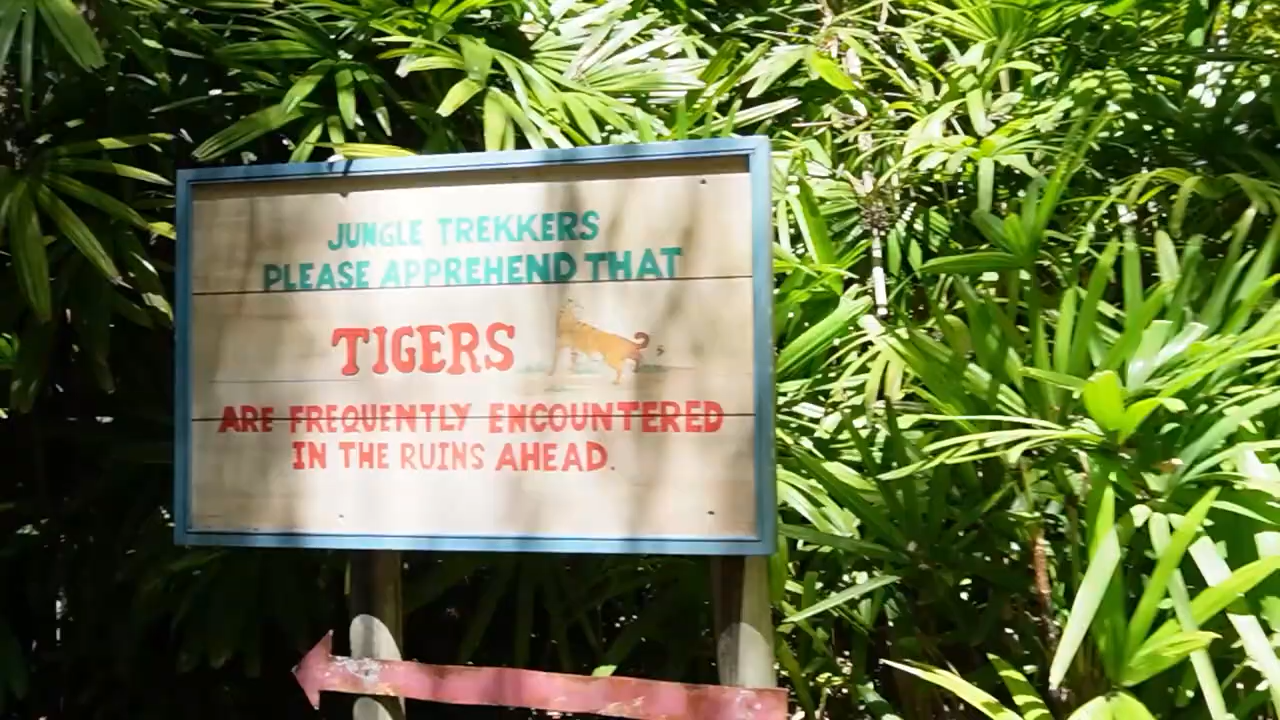 JUNGLE TREKKERS
PLEASE APPREHEND THAT
TIGERS
ARE FREQUENTLY ENCOUNTERED
IN THE RUINS AHEAD.